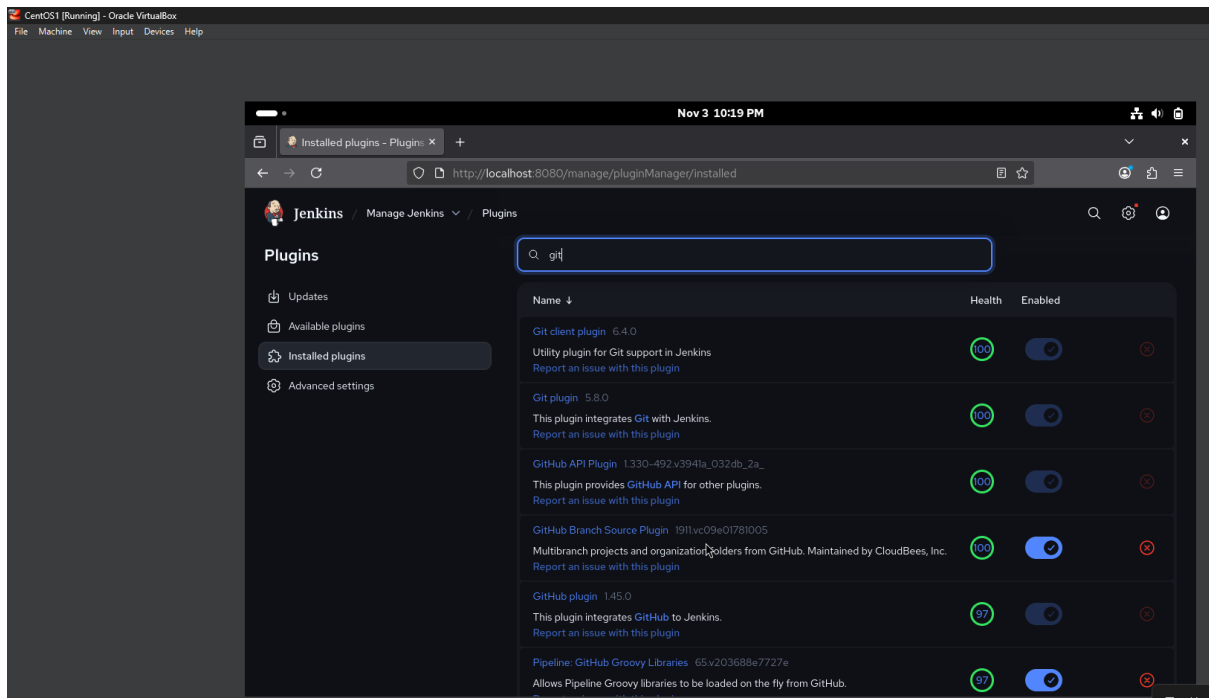 CentOS1 [Running] - Oracle VirtualBox
File Machine View Input Devices Help
Nov 3 10:19 PM
Installed plugins - Plugins
http://localhost:8080/manage/pluginManager/installed
Jenkins / Manage Jenkins / Plugins
Plugins
git
Updates
Available plugins
Installed plugins
Advanced settings
Name ↓ Health Enabled
Git client plugin 6.4.0
Utility plugin for Git support in Jenkins
Report an issue with this plugin
100
Git plugin 5.8.0
This plugin integrates Git with Jenkins.
Report an issue with this plugin
100
GitHub API Plugin 1.330-492.v3941a_032db_2a_
This plugin provides GitHub API for other plugins.
Report an issue with this plugin
100
GitHub Branch Source Plugin 1911.vc09e01781005
Multibranch projects and organization folders from GitHub. Maintained by CloudBees, Inc.
Report an issue with this plugin
100
GitHub plugin 1.45.0
This plugin integrates GitHub to Jenkins.
Report an issue with this plugin
97
Pipeline: GitHub Groovy Libraries 65.v203688e7727e
Allows Pipeline Groovy libraries to be loaded on the fly from GitHub.
97